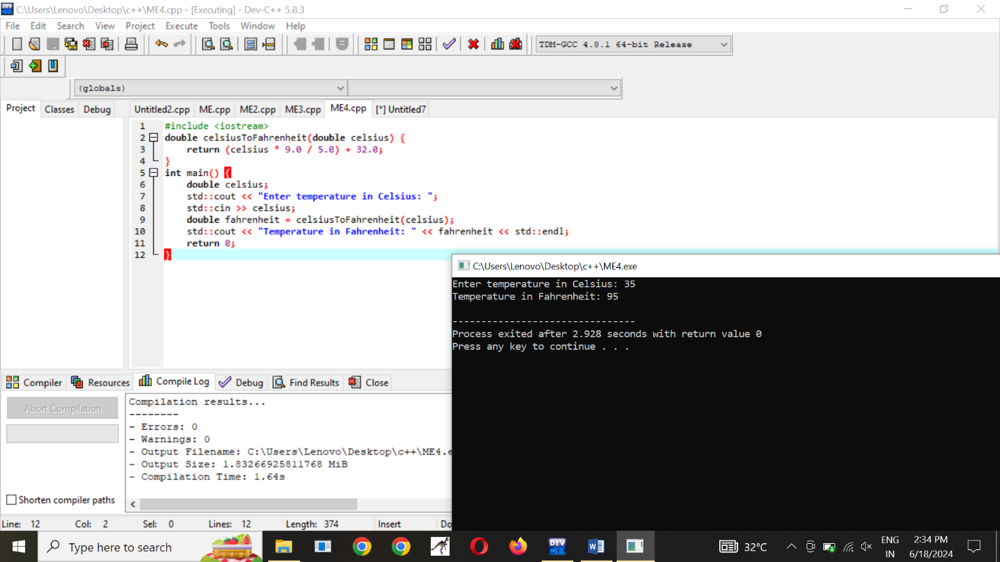 C:\Users\Lenovo\Desktop\c++\ME4.cpp - [Executing] - Dev-C++ 5.8.3
File Edit Search View Project Execute Tools Window Help
TDM-GCC 4.8.1 64-bit Release
(globals)
Project Classes Debug Untitled2.cpp ME.cpp ME2.cpp ME3.cpp ME4.cpp [*] Untitled7
1 #include <iostream>
2 double celsiusToFahrenheit(double celsius) {
3 return (celsius * 9.0 / 5.0) + 32.0;
4 }
5 int main() {
6 double celsius;
7 std::cout << "Enter temperature in Celsius: ";
8 std::cin >> celsius;
9 double fahrenheit = celsiusToFahrenheit(celsius);
10 std::cout << "Temperature in Fahrenheit: " << fahrenheit << std::endl;
11 return 0;
12 }
C:\Users\Lenovo\Desktop\c++\ME4.exe
Enter temperature in Celsius: 35
Temperature in Fahrenheit: 95
--------------------------------
Process exited after 2.928 seconds with return value 0
Press any key to continue . . .
Compiler Resources Compile Log Debug Find Results Close
Abort Compilation
Shorten compiler paths
Compilation results...
--------
- Errors: 0
- Warnings: 0
- Output Filename: C:\Users\Lenovo\Desktop\c++\ME4.e
- Output Size: 1.83266925811768 MiB
- Compilation Time: 1.64s
Line: 12 Col: 2 Sel: 0 Lines: 12 Length: 374 Insert Do
Type here to search
DEV C++
32°C
ENG
IN
2:34 PM
6/18/2024